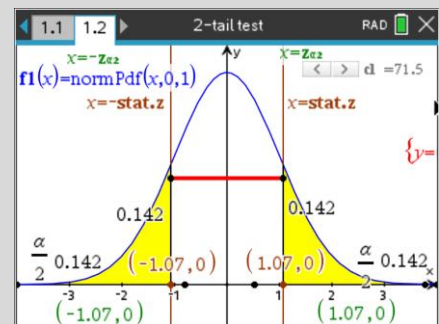 1.1 1.2 2-tail test RAD
x=-zα2 y x=zα2
f1(x)=normPdf(x,0,1) < > cl =71.5
x=-stat.z x=stat.z
{y=
0.142 0.142
α/2 0.142 (-1.07,0) (1.07,0) α/2 0.142 x
-3 -2 -1 1 2 3
(-1.07,0) (1.07,0)